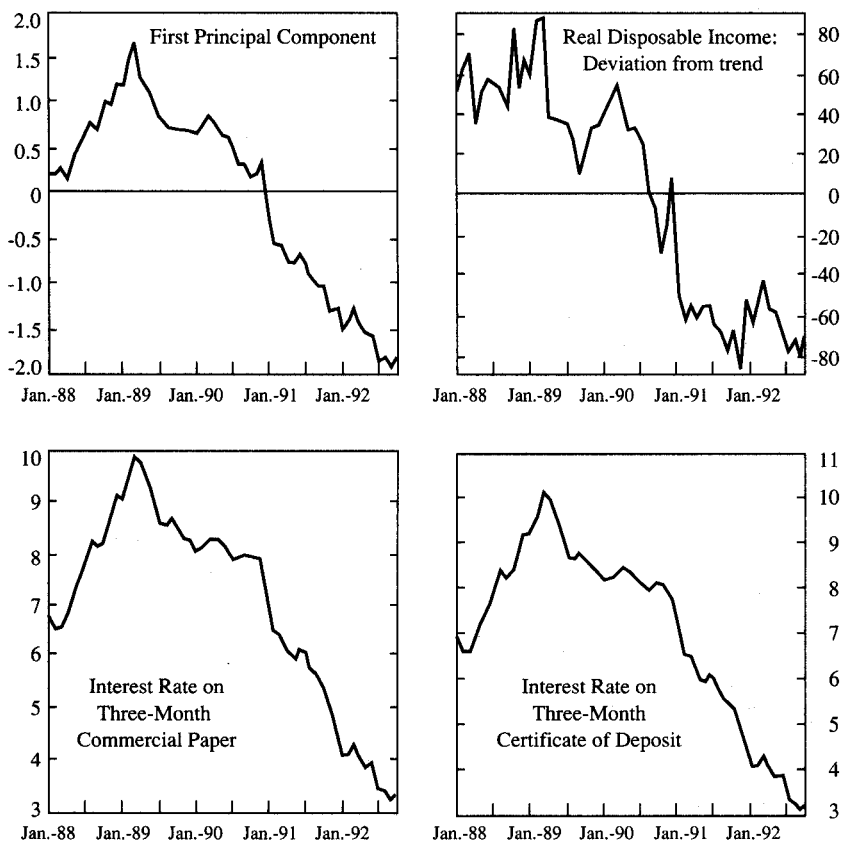 2.0
1.5
1.0
0.5
0
-0.5
-1.0
-1.5
-2.0
First Principal Component
Jan.-88 Jan.-89 Jan.-90 Jan.-91 Jan.-92
Real Disposable Income:
Deviation from trend
80
60
40
20
0
-20
-40
-60
-80
Jan.-88 Jan.-89 Jan.-90 Jan.-91 Jan.-92
10
9
8
7
6
5
4
3
Interest Rate on
Three-Month
Commercial Paper
Jan.-88 Jan.-89 Jan.-90 Jan.-91 Jan.-92
11
10
9
8
7
6
5
4
3
Interest Rate on
Three-Month
Certificate of Deposit
Jan.-88 Jan.-89 Jan.-90 Jan.-91 Jan.-92